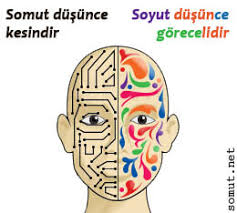 Somut düşünce
kesindir
Soyut düşünce
görecelidir
somut.net